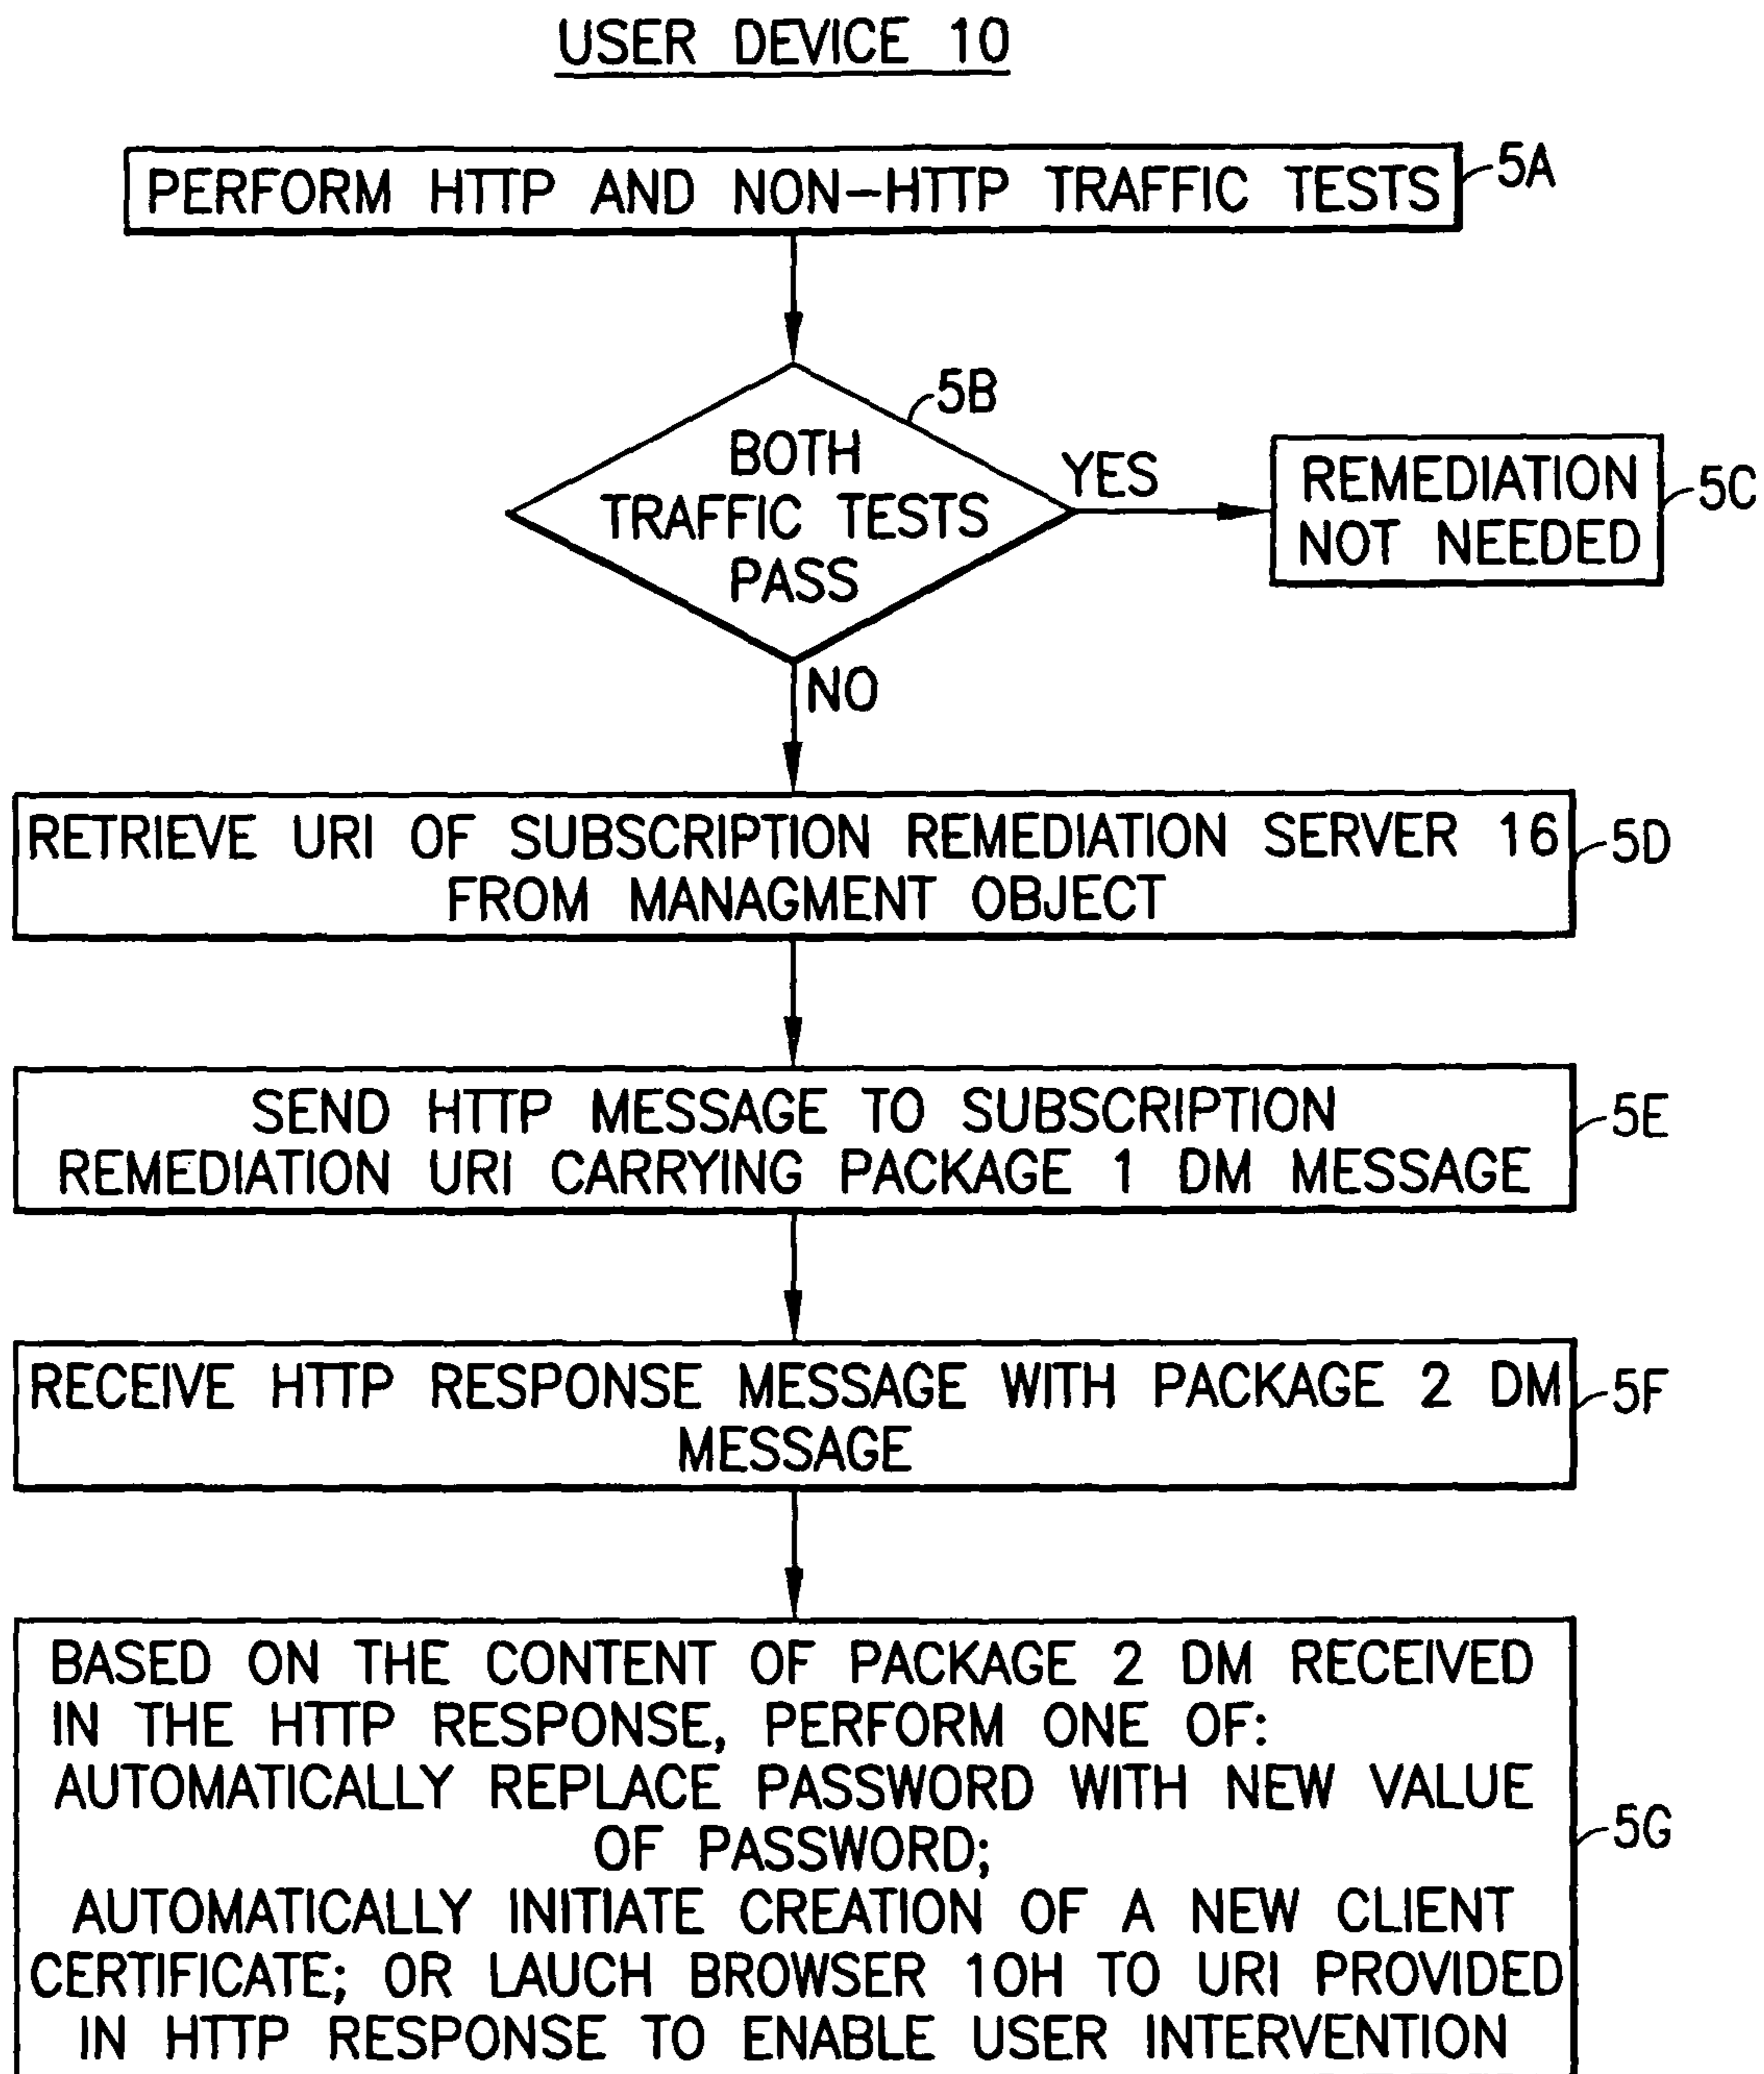 USER DEVICE 10
PERFORM HTTP AND NON-HTTP TRAFFIC TESTS
5A
5B
BOTH
TRAFFIC TESTS
PASS
YES
REMEDIATION
NOT NEEDED
5C
NO
RETRIEVE URI OF SUBSCRIPTION REMEDIATION SERVER 16
FROM MANAGMENT OBJECT
5D
SEND HTTP MESSAGE TO SUBSCRIPTION
REMEDIATION URI CARRYING PACKAGE 1 DM MESSAGE
5E
RECEIVE HTTP RESPONSE MESSAGE WITH PACKAGE 2 DM
MESSAGE
5F
BASED ON THE CONTENT OF PACKAGE 2 DM RECEIVED
IN THE HTTP RESPONSE, PERFORM ONE OF:
AUTOMATICALLY REPLACE PASSWORD WITH NEW VALUE
OF PASSWORD;
AUTOMATICALLY INITIATE CREATION OF A NEW CLIENT
CERTIFICATE; OR LAUCH BROWSER 10H TO URI PROVIDED
IN HTTP RESPONSE TO ENABLE USER INTERVENTION
5G